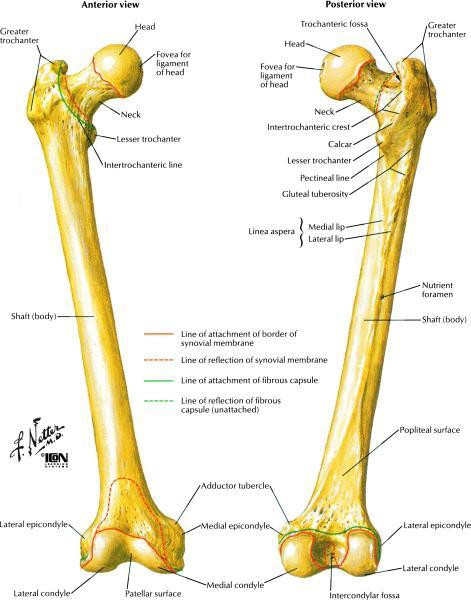 Anterior view
Posterior view
Greater
trochanter
Head
Fovea for
ligament
of head
Neck
Lesser trochanter
Intertrochanteric line
Shaft (body)
Trochanteric fossa
Greater
trochanter
Head
Fovea for
ligament
of head
Neck
Intertrochanteric crest
Calcar
Lesser trochanter
Pectineal line
Gluteal tuberosity
Linea aspera
Medial lip
Lateral lip
Nutrient
foramen
Shaft (body)
Line of attachment of border of
synovial membrane
Line of reflection of synovial membrane
Line of attachment of fibrous capsule
Line of reflection of fibrous
capsule (unattached)
F. Netter
M.D.
©ICON
LEARNING
SYSTEMS
Popliteal surface
Adductor tubercle
Lateral epicondyle
Medial epicondyle
Lateral epicondyle
Lateral condyle
Patellar surface
Medial condyle
Intercondylar fossa
Lateral condyle